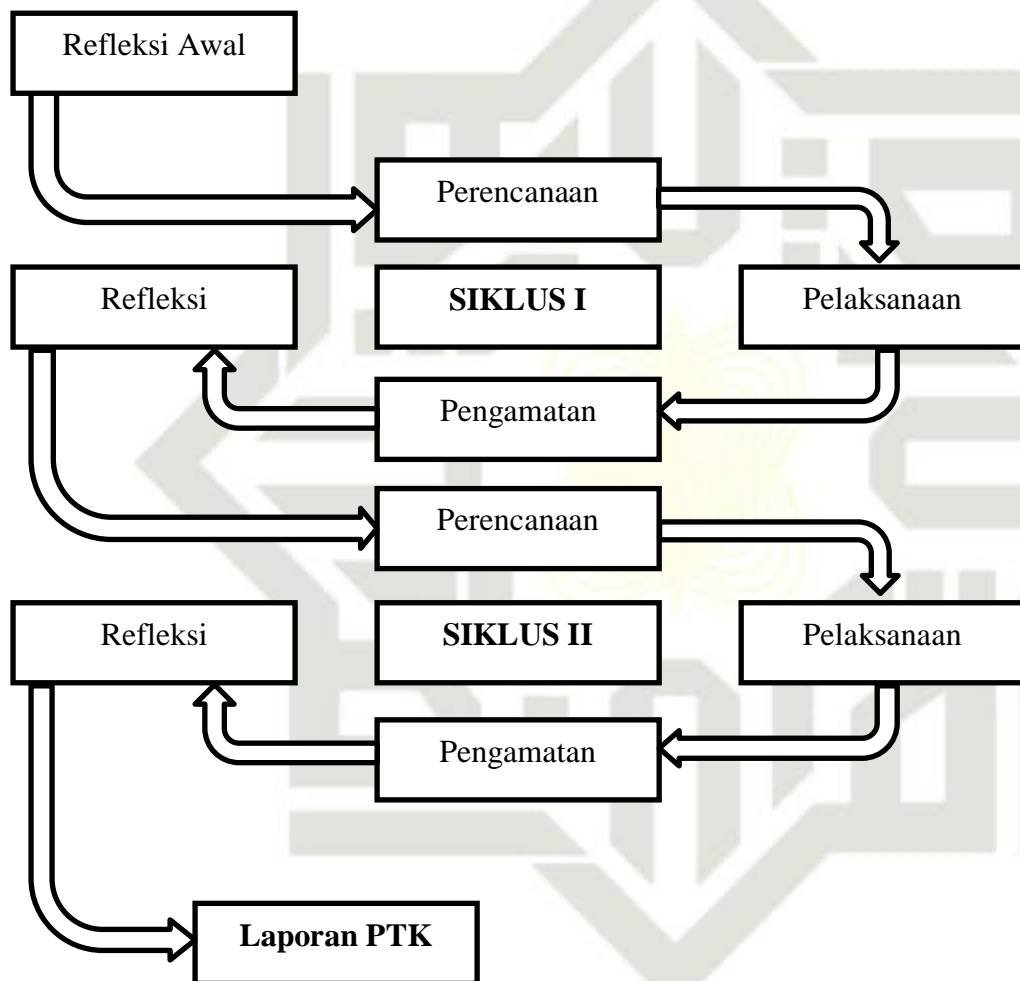 Refleksi Awal
Perencanaan
Refleksi
SIKLUS I
Pelaksanaan
Pengamatan
Perencanaan
Refleksi
SIKLUS II
Pelaksanaan
Pengamatan
Laporan PTK